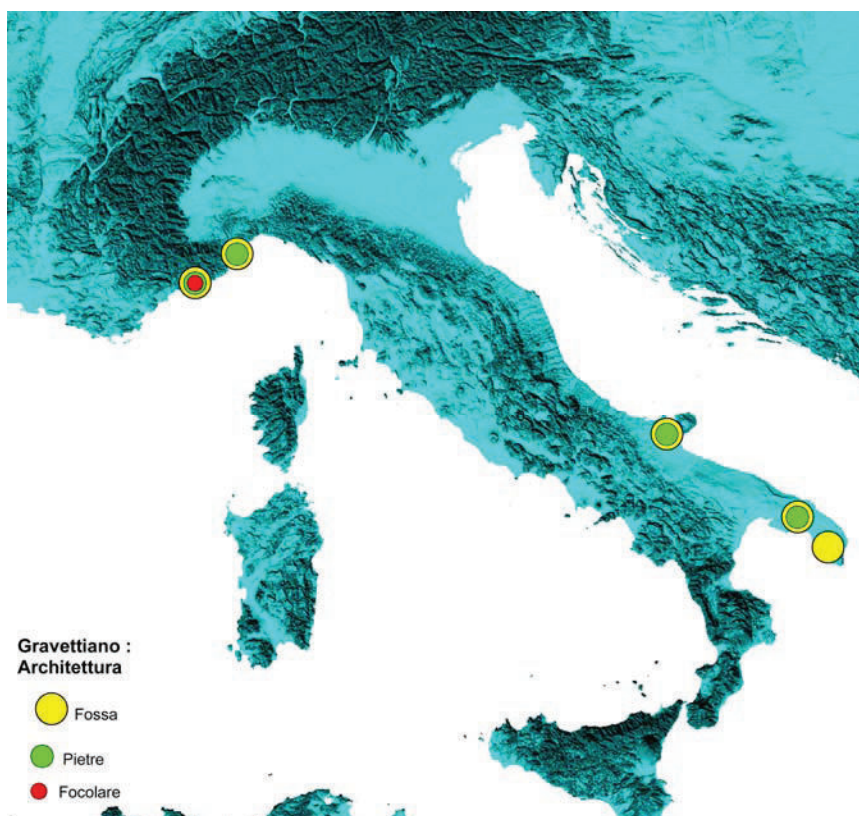 Gravettiano :
Architettura
Fossa
Pietre
Focolare